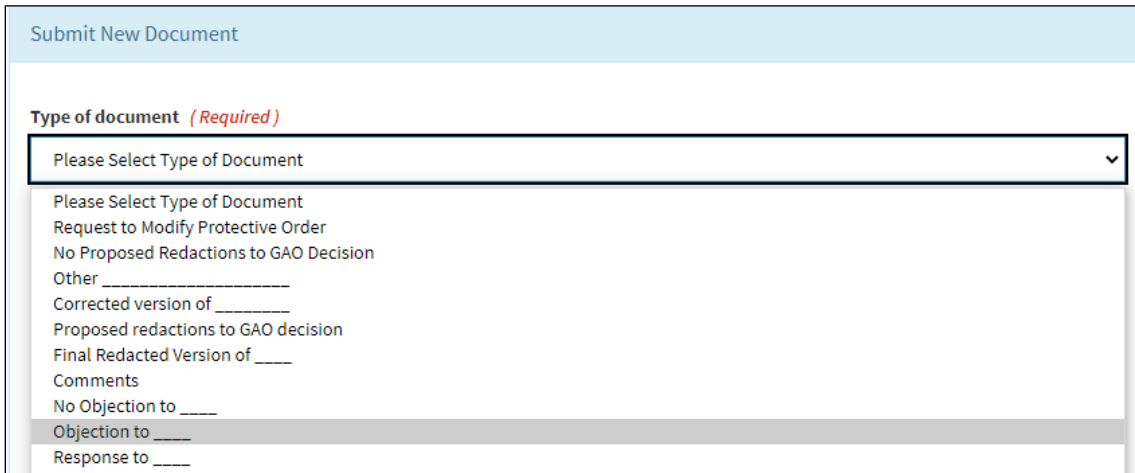 Submit New Document
Type of document (Required)
Please Select Type of Document
Please Select Type of Document
Request to Modify Protective Order
No Proposed Redactions to GAO Decision
Other ____________________
Corrected version of ________
Proposed redactions to GAO decision
Final Redacted Version of ____
Comments
No Objection to ____
Objection to ____
Response to ____